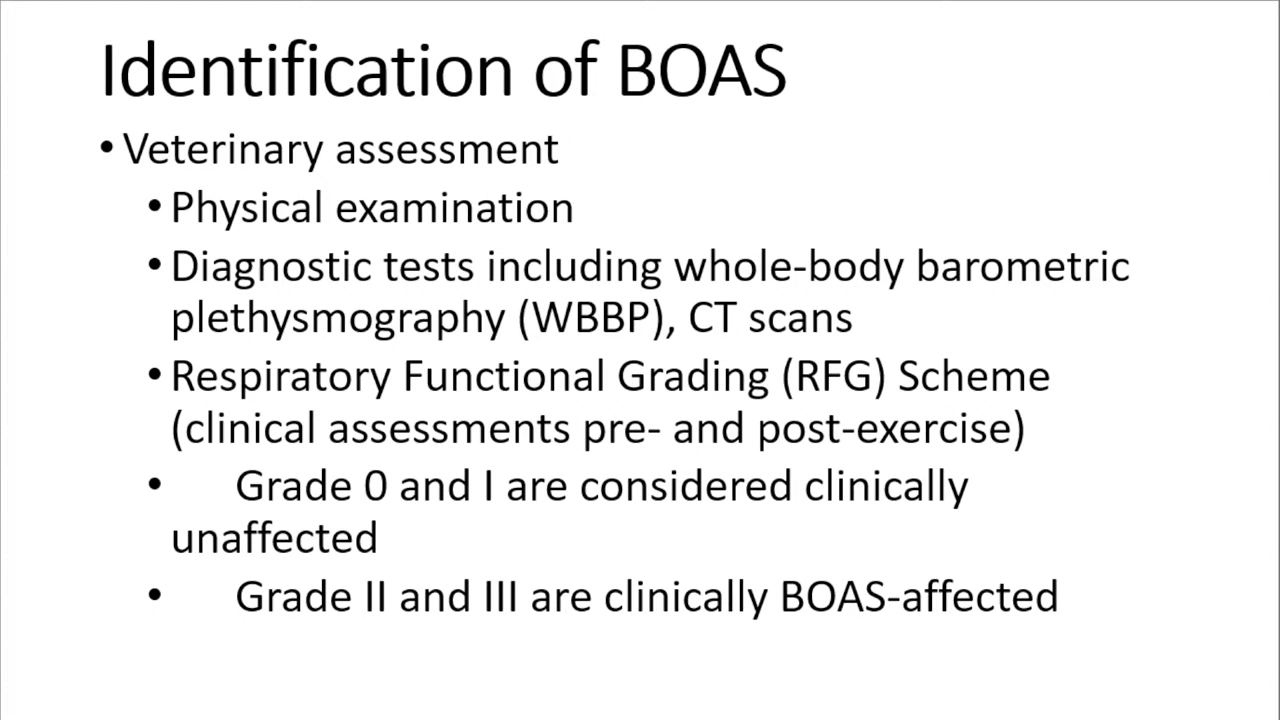 Identification of BOAS
• Veterinary assessment
• Physical examination
• Diagnostic tests including whole-body barometric
plethysmography (WBBP), CT scans
• Respiratory Functional Grading (RFG) Scheme
(clinical assessments pre- and post-exercise)
• Grade 0 and I are considered clinically
unaffected
• Grade II and III are clinically BOAS-affected